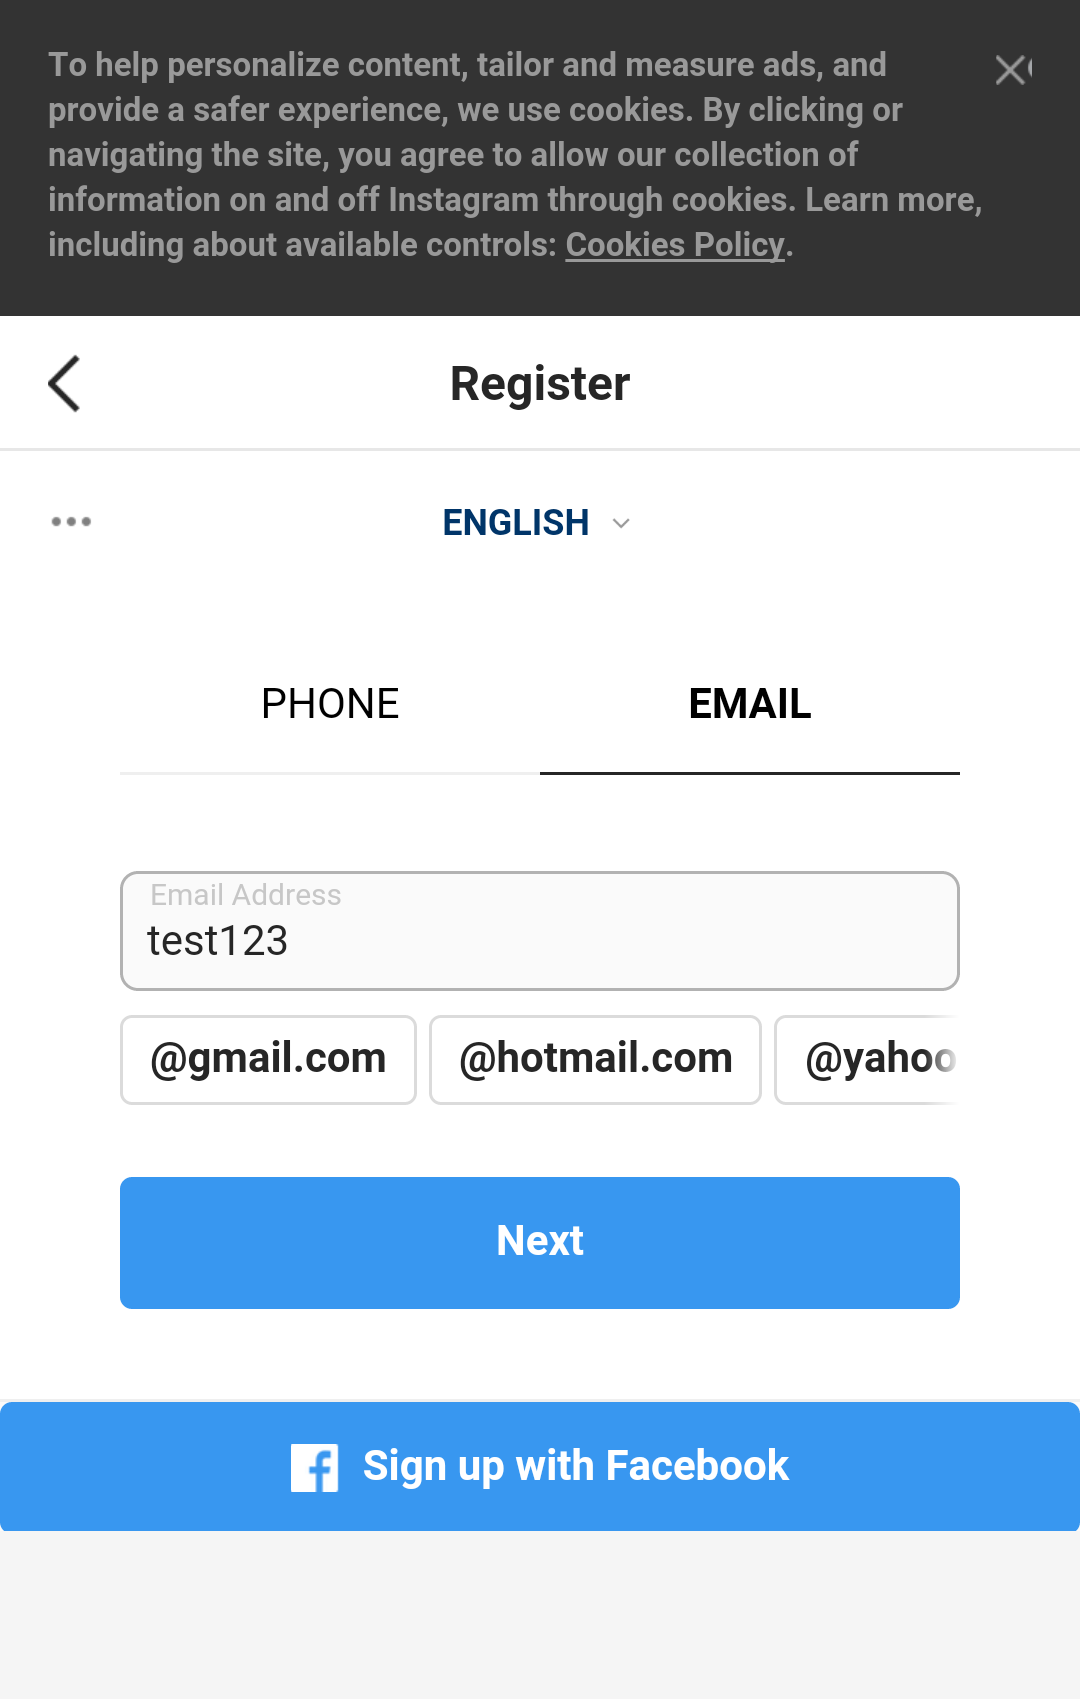 To help personalize content, tailor and measure ads, and
provide a safer experience, we use cookies. By clicking or
navigating the site, you agree to allow our collection of
information on and off Instagram through cookies. Learn more,
including about available controls: Cookies Policy.
Register
ENGLISH
PHONE EMAIL
Email Address
test123
@gmail.com @hotmail.com @yahoo
Next
Sign up with Facebook